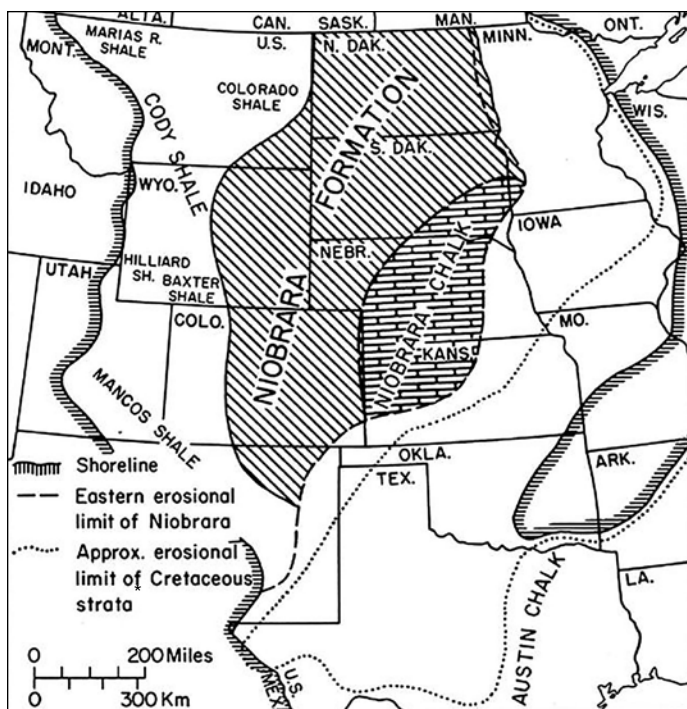 ALTA.
CAN.
SASK.
MAN.
ONT.
MARIAS R.
SHALE
U.S.
N. DAK.
MINN.
MONT.
COLORADO
SHALE
WIS.
CODY SHALE
FORMATION
S. DAK.
IDAHO
WYO.
IOWA
HILLIARD
SH.
BAXTER
SHALE
NEBR.
UTAH
COLO.
NIOBRARA
NIOBRARA CHALK
KANS.
MO.
MANCOS SHALE
OKLA.
TEX.
ARK.
Shoreline
Eastern erosional
limit of Niobrara
Approx. erosional
limit of Cretaceous
*
strata
LA.
AUSTIN CHALK
U.S.
MEX.
0 200 Miles
0 300 Km